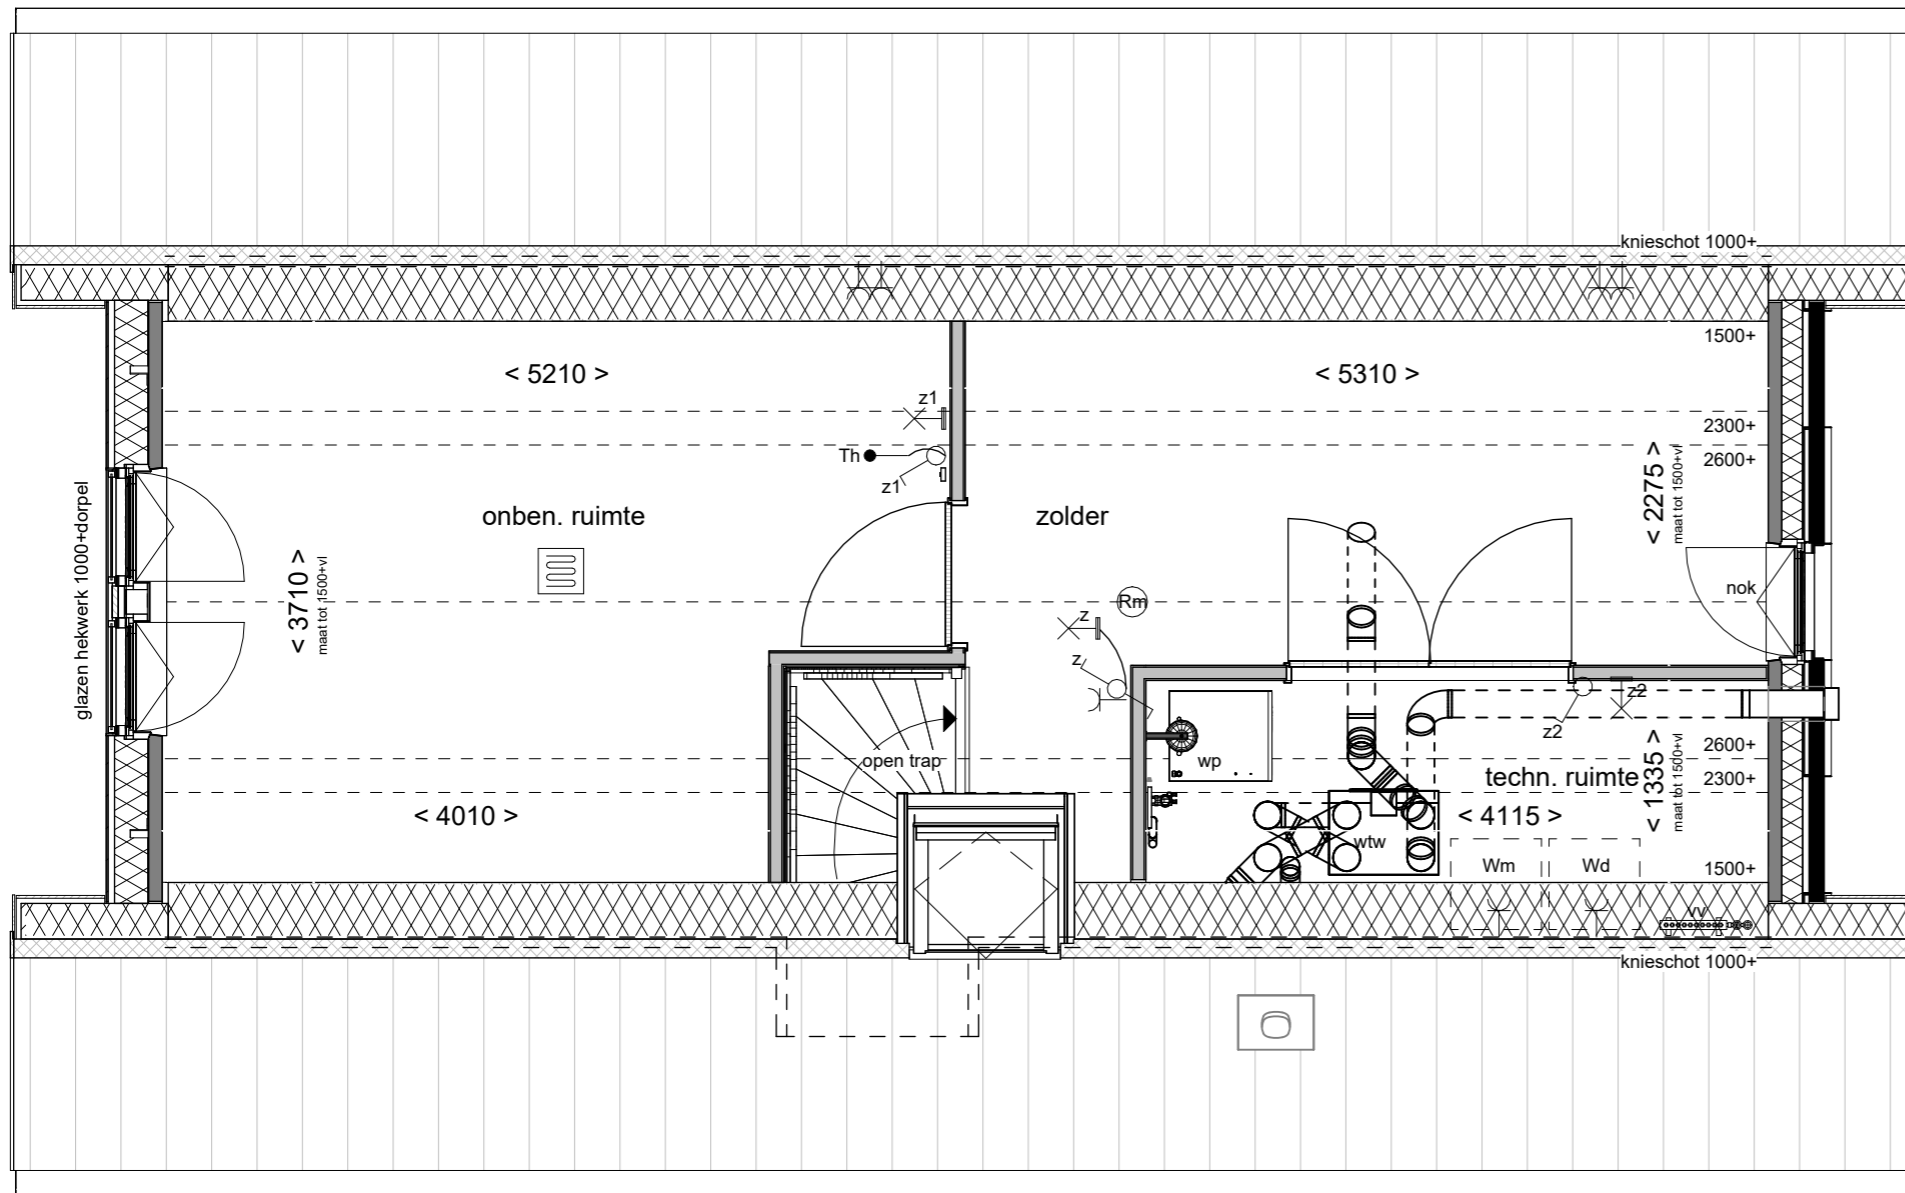 knieschot 1000+
1500+
< 5210 >
< 5310 >
z1
2300+
Th
2600+
z1
< 2275 >
maat tot 1500+vl
onben. ruimte
zolder
glazen hekwerk 1000+dorpel
< 3710 >
maat tot 1500+vl
nok
Rm
z
z
z2
z2
open trap
wp
2600+
techn. ruimte
2300+
< 1335 >
maat tot 1500+vl
< 4010 >
< 4115 >
wtw
Wm
Wd
1500+
vv
knieschot 1000+